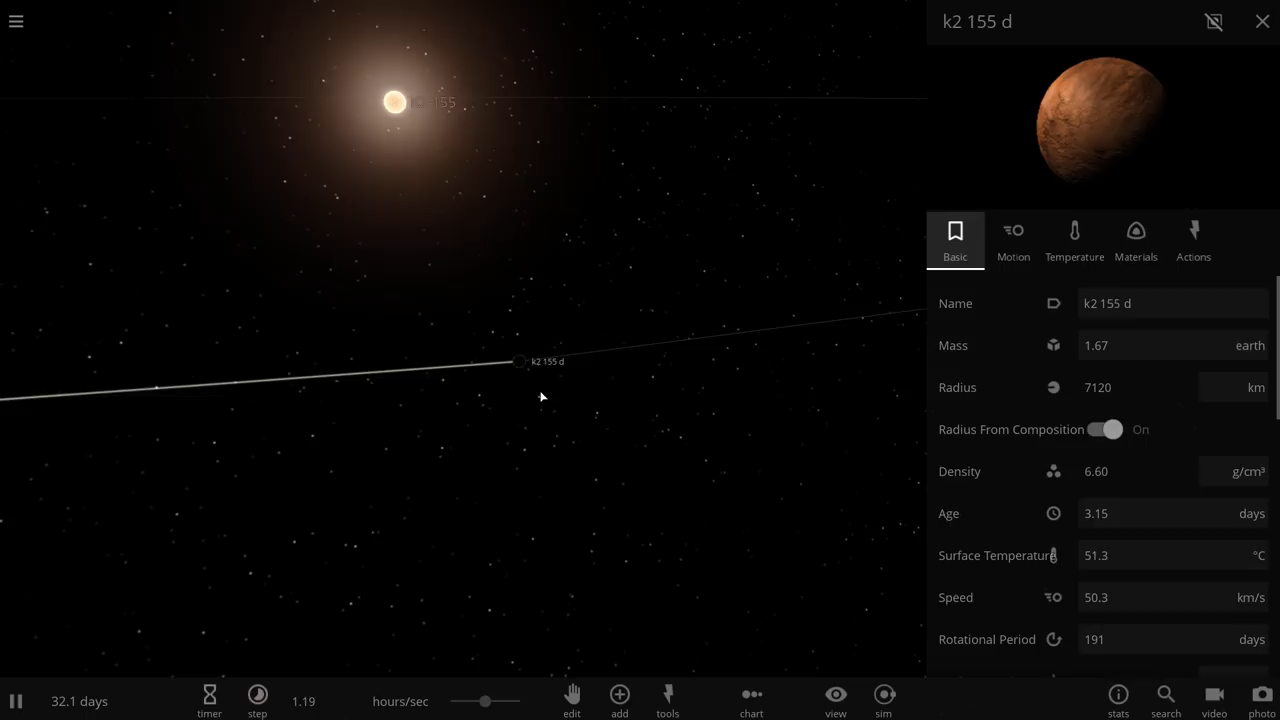 k2 155 d
K2-155
Basic Motion Temperature Materials Actions
Name k2 155 d
Mass 1.67 earth
k2 155 d
Radius 7120 km
Radius From Composition On
Density 6.60 g/cm³
Age 3.15 days
Surface Temperature 51.3 °C
Speed 50.3 km/s
Rotational Period 191 days
32.1 days 1.19 hours/sec
timer step edit add tools chart view sim stats search video photo